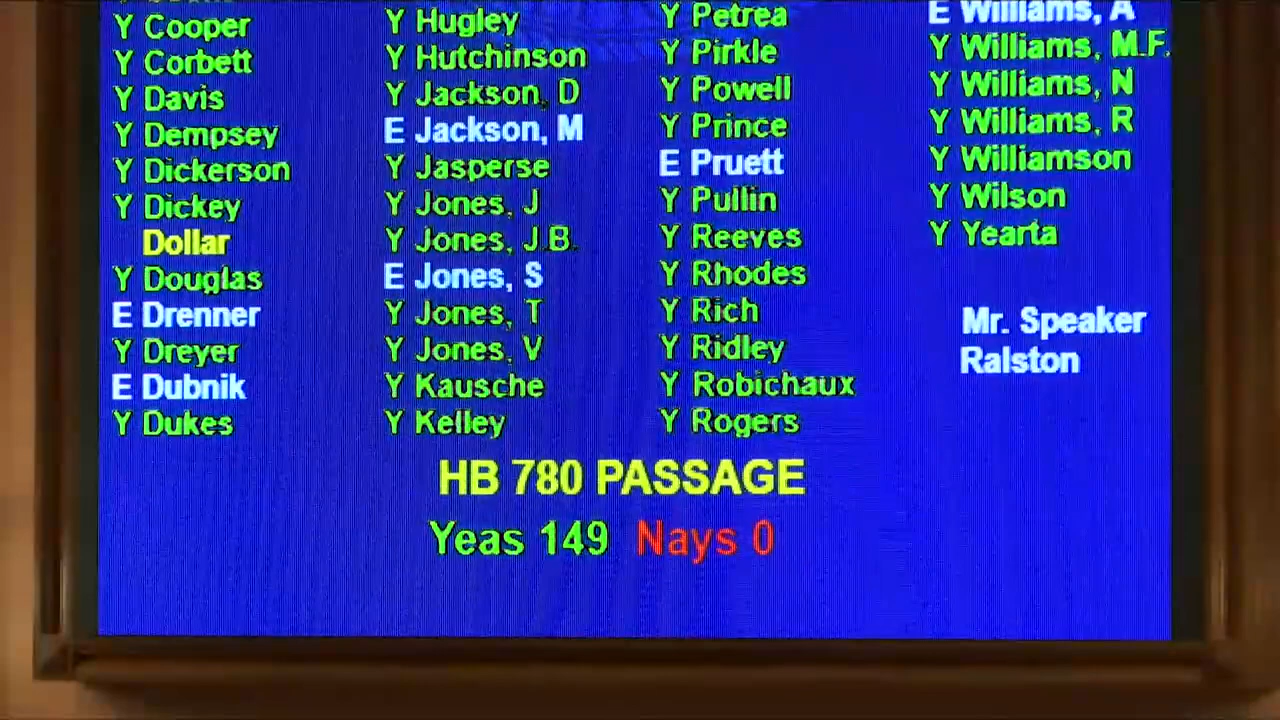 Y Cooper
Y Corbett
Y Davis
Y Dempsey
Y Dickerson
Y Dickey
Dollar
Y Douglas
E Drenner
Y Dreyer
E Dubnik
Y Dukes
Y Hugley
Y Hutchinson
Y Jackson, D
E Jackson, M
Y Jasperse
Y Jones, J
Y Jones, J.B.
E Jones, S
Y Jones, T
Y Jones, V
Y Kausche
Y Kelley
Y Petrea
Y Pirkle
Y Powell
Y Prince
E Pruett
Y Pullin
Y Reeves
Y Rhodes
Y Rich
Y Ridley
Y Robichaux
Y Rogers
E Williams, A
Y Williams, M.F.
Y Williams, N
Y Williams, R
Y Williamson
Y Wilson
Y Yearta
Mr. Speaker
Ralston
HB 780 PASSAGE
Yeas 149 Nays 0